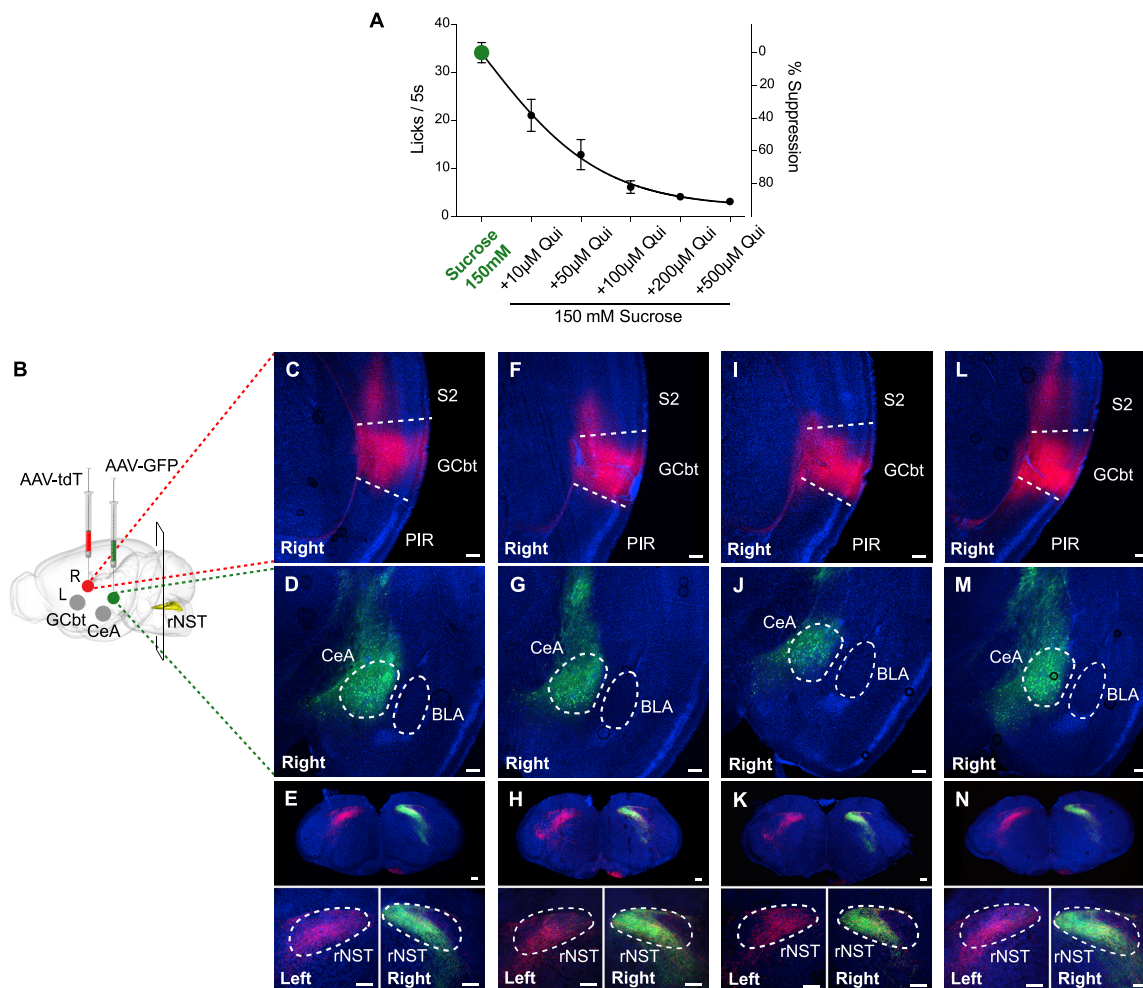 A
40
30
20
10
0
Licks / 5s
0
20
40
60
80
% Suppression
Sucrose
150mM
+10µM Qui
+50µM Qui
+100µM Qui
+200µM Qui
+500µM Qui
150 mM Sucrose
B
AAV-tdT
AAV-GFP
R
L
GCbt
CeA
rNST
C
S2
GCbt
PIR
Right
F
S2
GCbt
PIR
Right
I
S2
GCbt
PIR
Right
L
S2
GCbt
PIR
Right
D
CeA
BLA
Right
G
CeA
BLA
Right
J
CeA
BLA
Right
M
CeA
BLA
Right
E
rNST
Left
rNST
Right
H
rNST
Left
rNST
Right
K
rNST
Left
rNST
Right
N
rNST
Left
rNST
Right